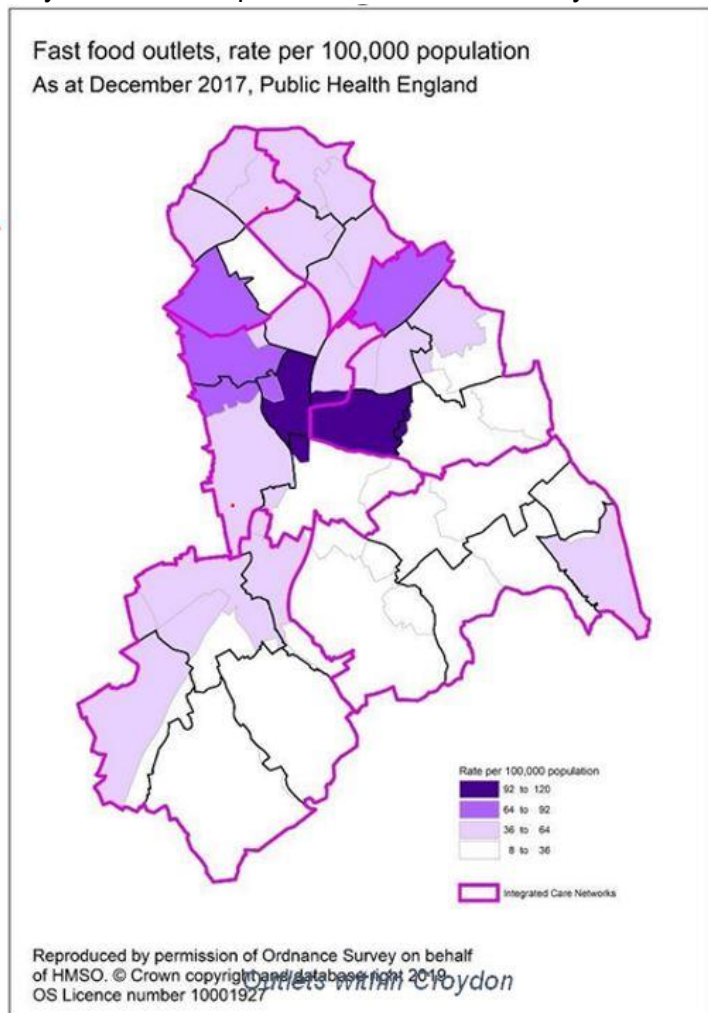 Fast food outlets, rate per 100,000 population
As at December 2017, Public Health England
Rate per 100,000 population
92 to 120
64 to 92
36 to 64
8 to 36
Integrated Care Networks
Reproduced by permission of Ordnance Survey on behalf
of HMSO. © Crown copyright and database right 2019
Outlets within Croydon
OS Licence number 10001927